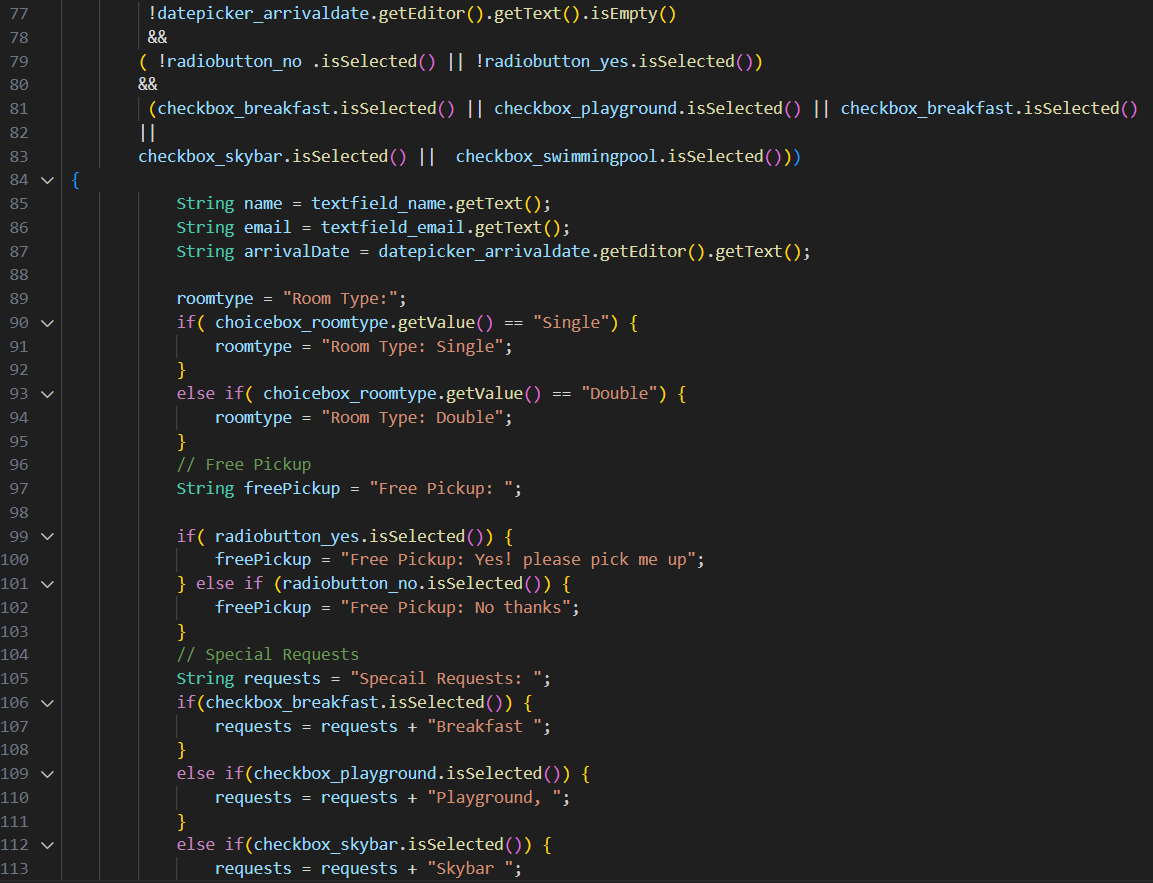 77 !datepicker_arrivaldate.getEditor().getText().isEmpty()
78 &&
79 ( !radiobutton_no .isSelected() || !radiobutton_yes.isSelected())
80 &&
81 (checkbox_breakfast.isSelected() || checkbox_playground.isSelected() || checkbox_breakfast.isSelected()
82 ||
83 checkbox_skybar.isSelected() ||  checkbox_swimmingpool.isSelected()))
84 {
85 String name = textfield_name.getText();
86 String email = textfield_email.getText();
87 String arrivalDate = datepicker_arrivaldate.getEditor().getText();
88
89 roomtype = "Room Type:";
90 if( choicebox_roomtype.getValue() == "Single") {
91 roomtype = "Room Type: Single";
92 }
93 else if( choicebox_roomtype.getValue() == "Double") {
94 roomtype = "Room Type: Double";
95 }
96 // Free Pickup
97 String freePickup = "Free Pickup: ";
98
99 if( radiobutton_yes.isSelected()) {
100 freePickup = "Free Pickup: Yes! please pick me up";
101 } else if (radiobutton_no.isSelected()) {
102 freePickup = "Free Pickup: No thanks";
103 }
104 // Special Requests
105 String requests = "Specail Requests: ";
106 if(checkbox_breakfast.isSelected()) {
107 requests = requests + "Breakfast ";
108 }
109 else if(checkbox_playground.isSelected()) {
110 requests = requests + "Playground, ";
111 }
112 else if(checkbox_skybar.isSelected()) {
113 requests = requests + "Skybar ";